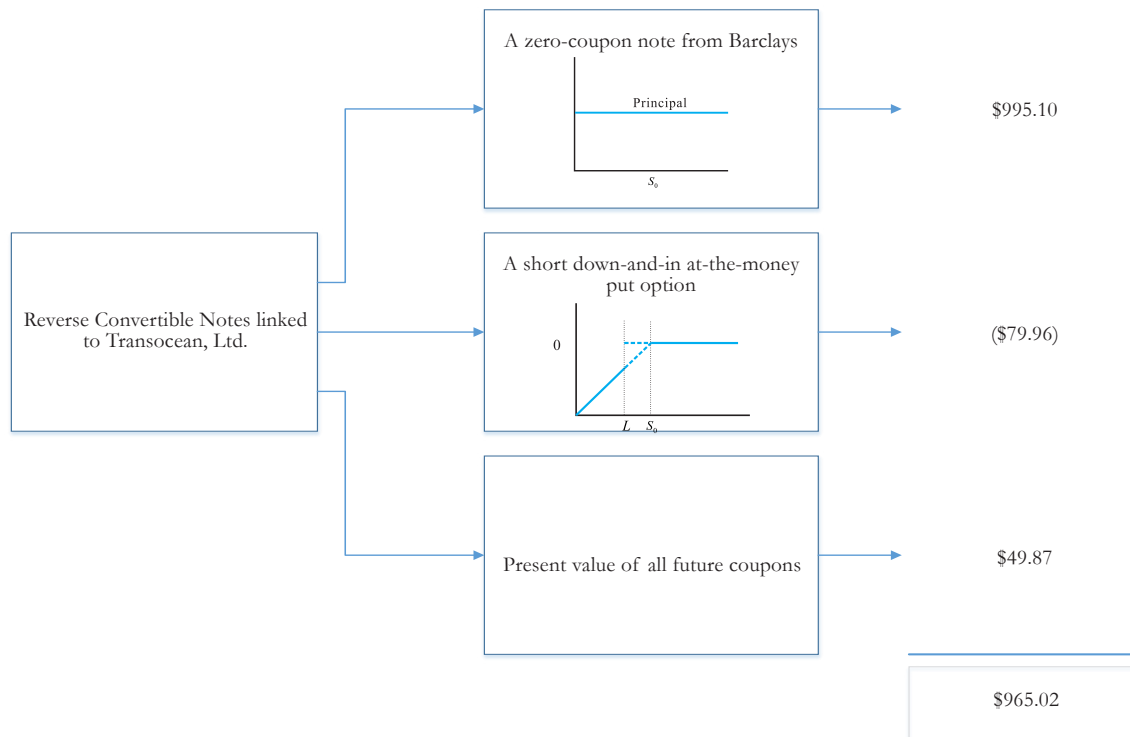 A zero-coupon note from Barclays
Principal
S₀
$995.10
Reverse Convertible Notes linked
to Transocean, Ltd.
A short down-and-in at-the-money
put option
0
L S₀
($79.96)
Present value of all future coupons
$49.87
$965.02